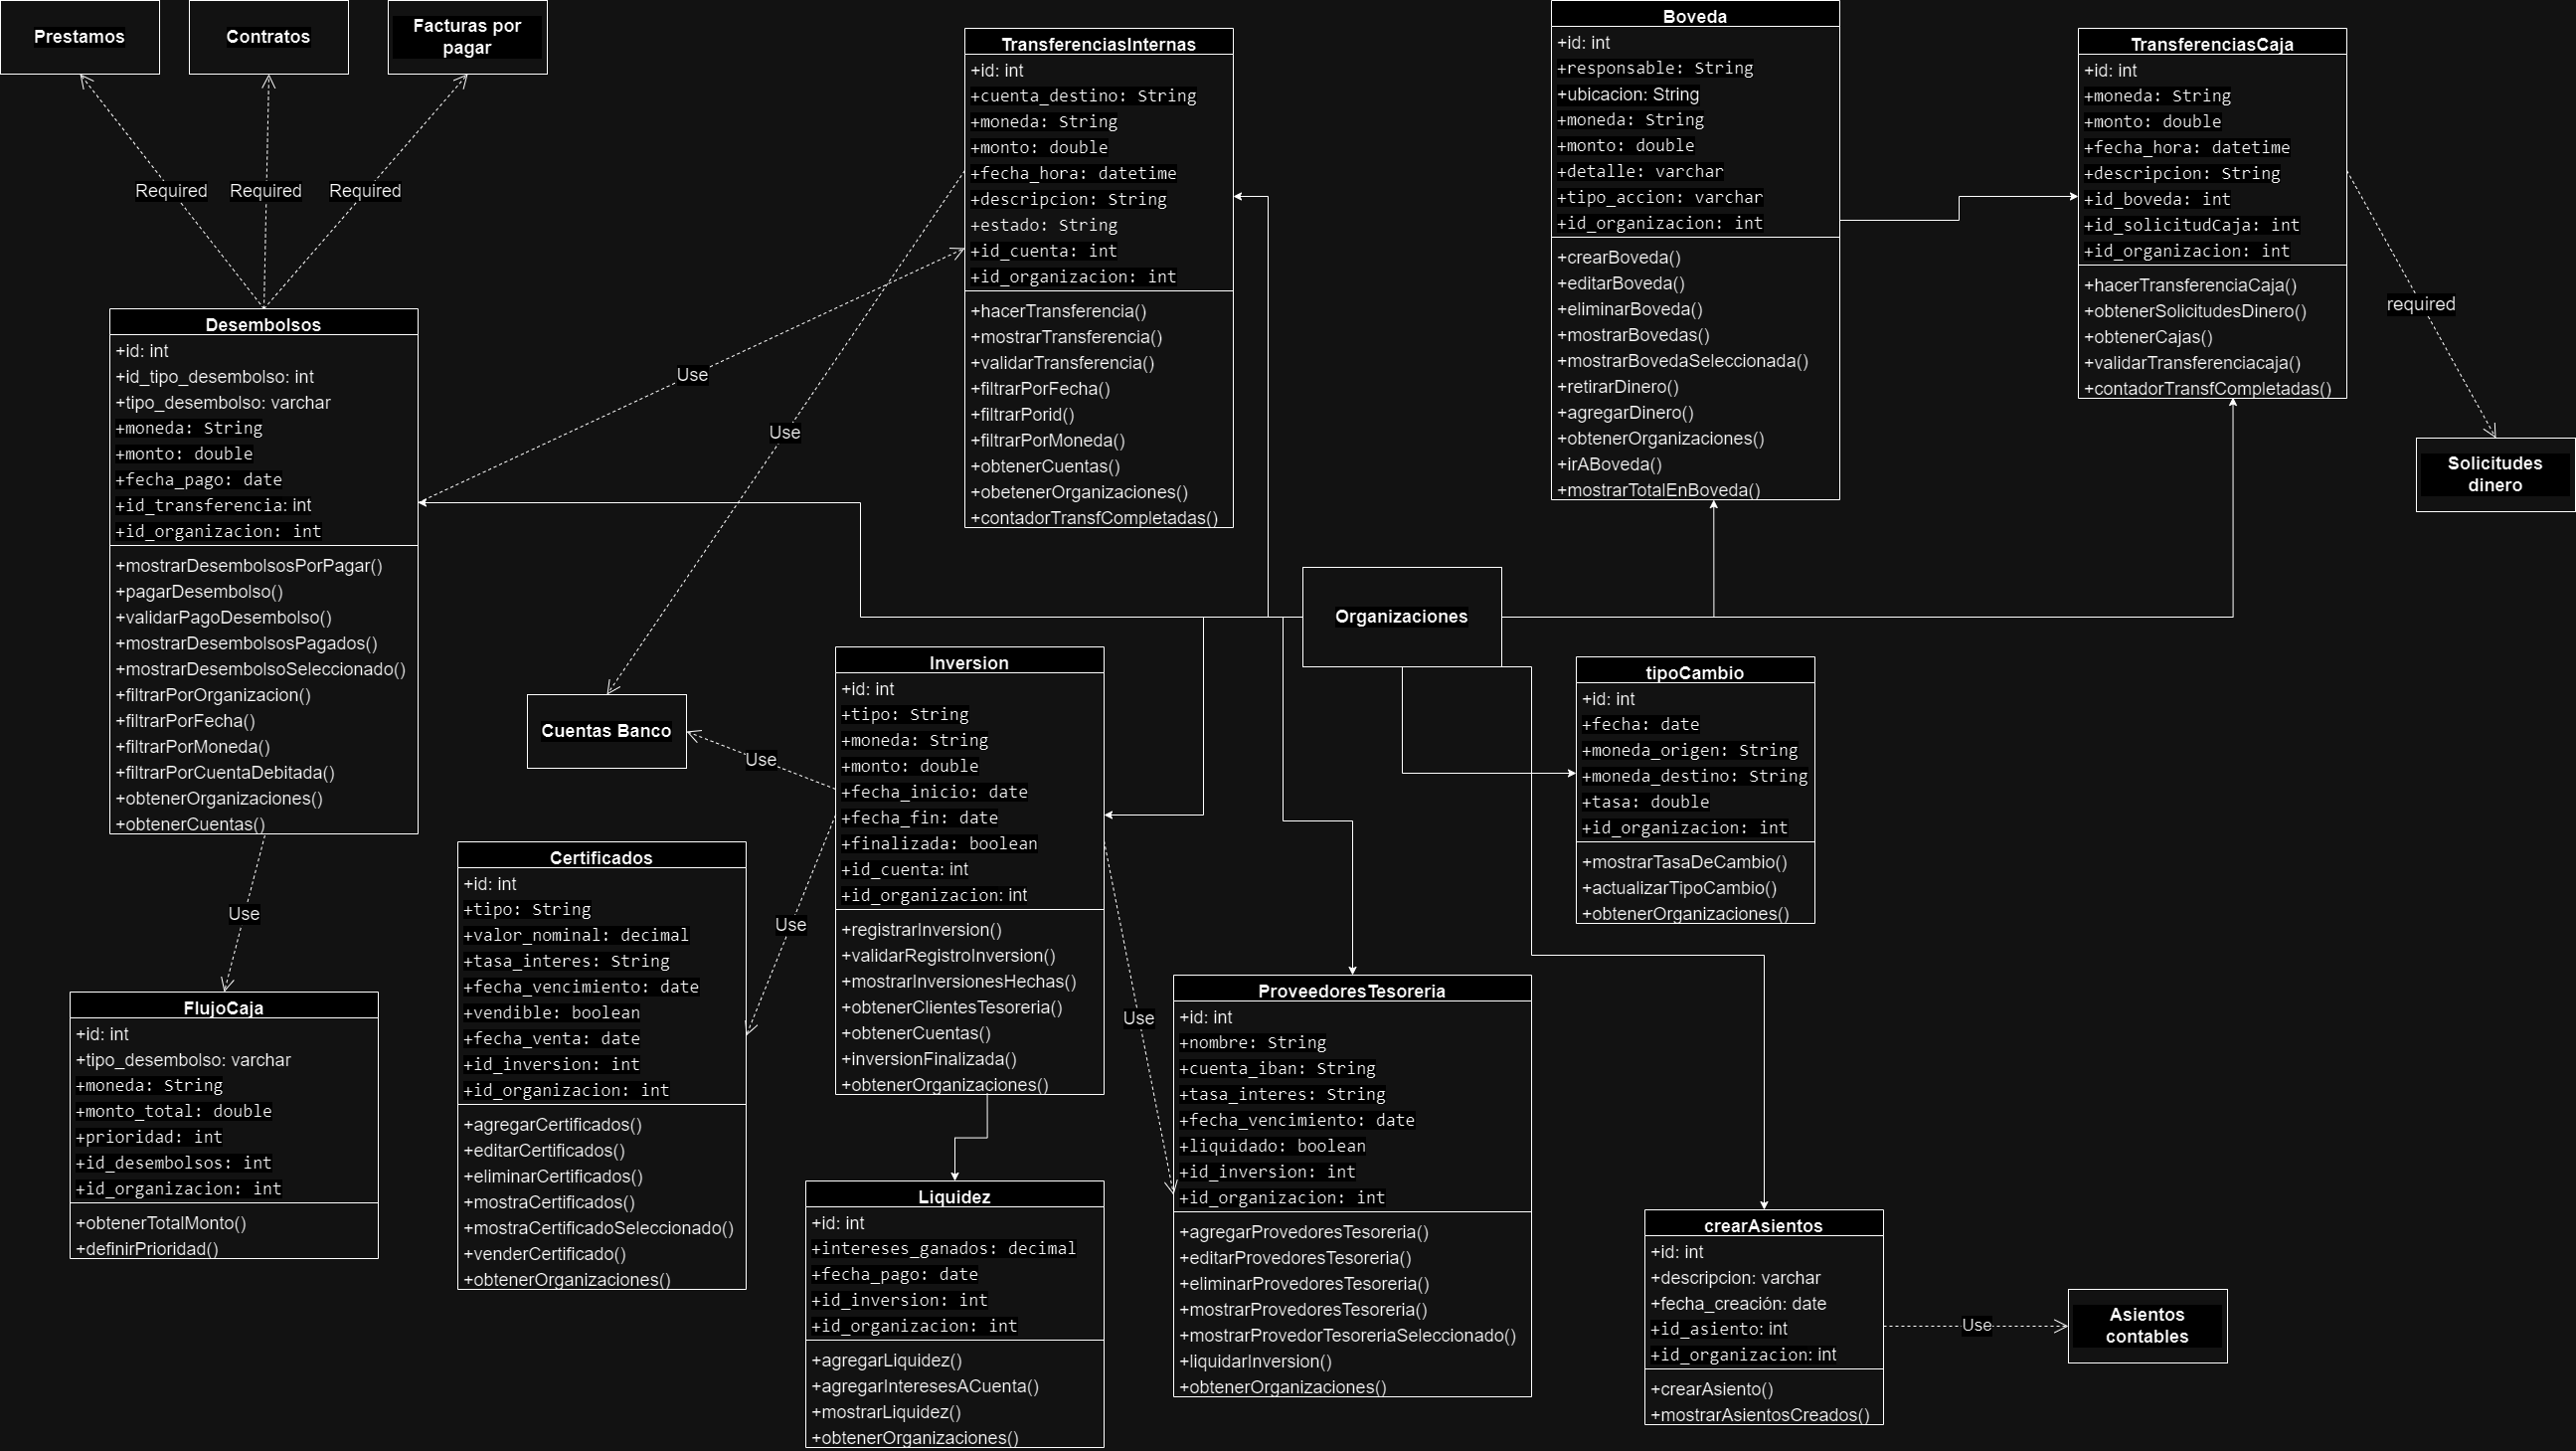 Prestamos
Contratos
Facturas por
pagar
Required
Required
Required
Desembolsos
+id: int
+id_tipo_desembolso: int
+tipo_desembolso: varchar
+moneda: String
+monto: double
+fecha_pago: date
+id_transferencia: int
+id_organizacion: int
+mostrarDesembolsosPorPagar()
+pagarDesembolso()
+validarPagoDesembolso()
+mostrarDesembolsosPagados()
+mostrarDesembolsoSeleccionado()
+filtrarPorOrganizacion()
+filtrarPorFecha()
+filtrarPorMoneda()
+filtrarPorCuentaDebitada()
+obtenerOrganizaciones()
+obtenerCuentas()
Use
FlujoCaja
+id: int
+tipo_desembolso: varchar
+moneda: String
+monto_total: double
+prioridad: int
+id_desembolsos: int
+id_organizacion: int
+obtenerTotalMonto()
+definirPrioridad()
Use
Use
TransferenciasInternas
+id: int
+cuenta_destino: String
+moneda: String
+monto: double
+fecha_hora: datetime
+descripcion: String
+estado: String
+id_cuenta: int
+id_organizacion: int
+hacerTransferencia()
+mostrarTransferencia()
+validarTransferencia()
+filtrarPorFecha()
+filtrarPorid()
+filtrarPorMoneda()
+obtenerCuentas()
+obetenerOrganizaciones()
+contadorTransfCompletadas()
Boveda
+id: int
+responsable: String
+ubicacion: String
+moneda: String
+monto: double
+detalle: varchar
+tipo_accion: varchar
+id_organizacion: int
+crearBoveda()
+editarBoveda()
+eliminarBoveda()
+mostrarBovedas()
+mostrarBovedaSeleccionada()
+retirarDinero()
+agregarDinero()
+obtenerOrganizaciones()
+irABoveda()
+mostrarTotalEnBoveda()
TransferenciasCaja
+id: int
+moneda: String
+monto: double
+fecha_hora: datetime
+descripcion: String
+id_boveda: int
+id_solicitudCaja: int
+id_organizacion: int
+hacerTransferenciaCaja()
+obtenerSolicitudesDinero()
+obtenerCajas()
+validarTransferenciacaja()
+contadorTransfCompletadas()
required
Solicitudes
dinero
Organizaciones
Cuentas Banco
Use
Inversion
+id: int
+tipo: String
+moneda: String
+monto: double
+fecha_inicio: date
+fecha_fin: date
+finalizada: boolean
+id_cuenta: int
+id_organizacion: int
+registrarInversion()
+validarRegistroInversion()
+mostrarInversionesHechas()
+obtenerClientesTesoreria()
+obtenerCuentas()
+inversionFinalizada()
+obtenerOrganizaciones()
Use
Use
Certificados
+id: int
+tipo: String
+valor_nominal: decimal
+tasa_interes: String
+fecha_vencimiento: date
+vendible: boolean
+fecha_venta: date
+id_inversion: int
+id_organizacion: int
+agregarCertificados()
+editarCertificados()
+eliminarCertificados()
+mostraCertificados()
+mostraCertificadoSeleccionado()
+venderCertificado()
+obtenerOrganizaciones()
Liquidez
+id: int
+intereses_ganados: decimal
+fecha_pago: date
+id_inversion: int
+id_organizacion: int
+agregarLiquidez()
+agregarInteresesACuenta()
+mostrarLiquidez()
+obtenerOrganizaciones()
ProveedoresTesoreria
+id: int
+nombre: String
+cuenta_iban: String
+tasa_interes: String
+fecha_vencimiento: date
+liquidado: boolean
+id_inversion: int
+id_organizacion: int
+agregarProvedoresTesoreria()
+editarProvedoresTesoreria()
+eliminarProvedoresTesoreria()
+mostrarProvedoresTesoreria()
+mostrarProvedorTesoreriaSeleccionado()
+liquidarInversion()
+obtenerOrganizaciones()
tipoCambio
+id: int
+fecha: date
+moneda_origen: String
+moneda_destino: String
+tasa: double
+id_organizacion: int
+mostrarTasaDeCambio()
+actualizarTipoCambio()
+obtenerOrganizaciones()
crearAsientos
+id: int
+descripcion: varchar
+fecha_creación: date
+id_asiento: int
+id_organizacion: int
+crearAsiento()
+mostrarAsientosCreados()
Use
Asientos
contables